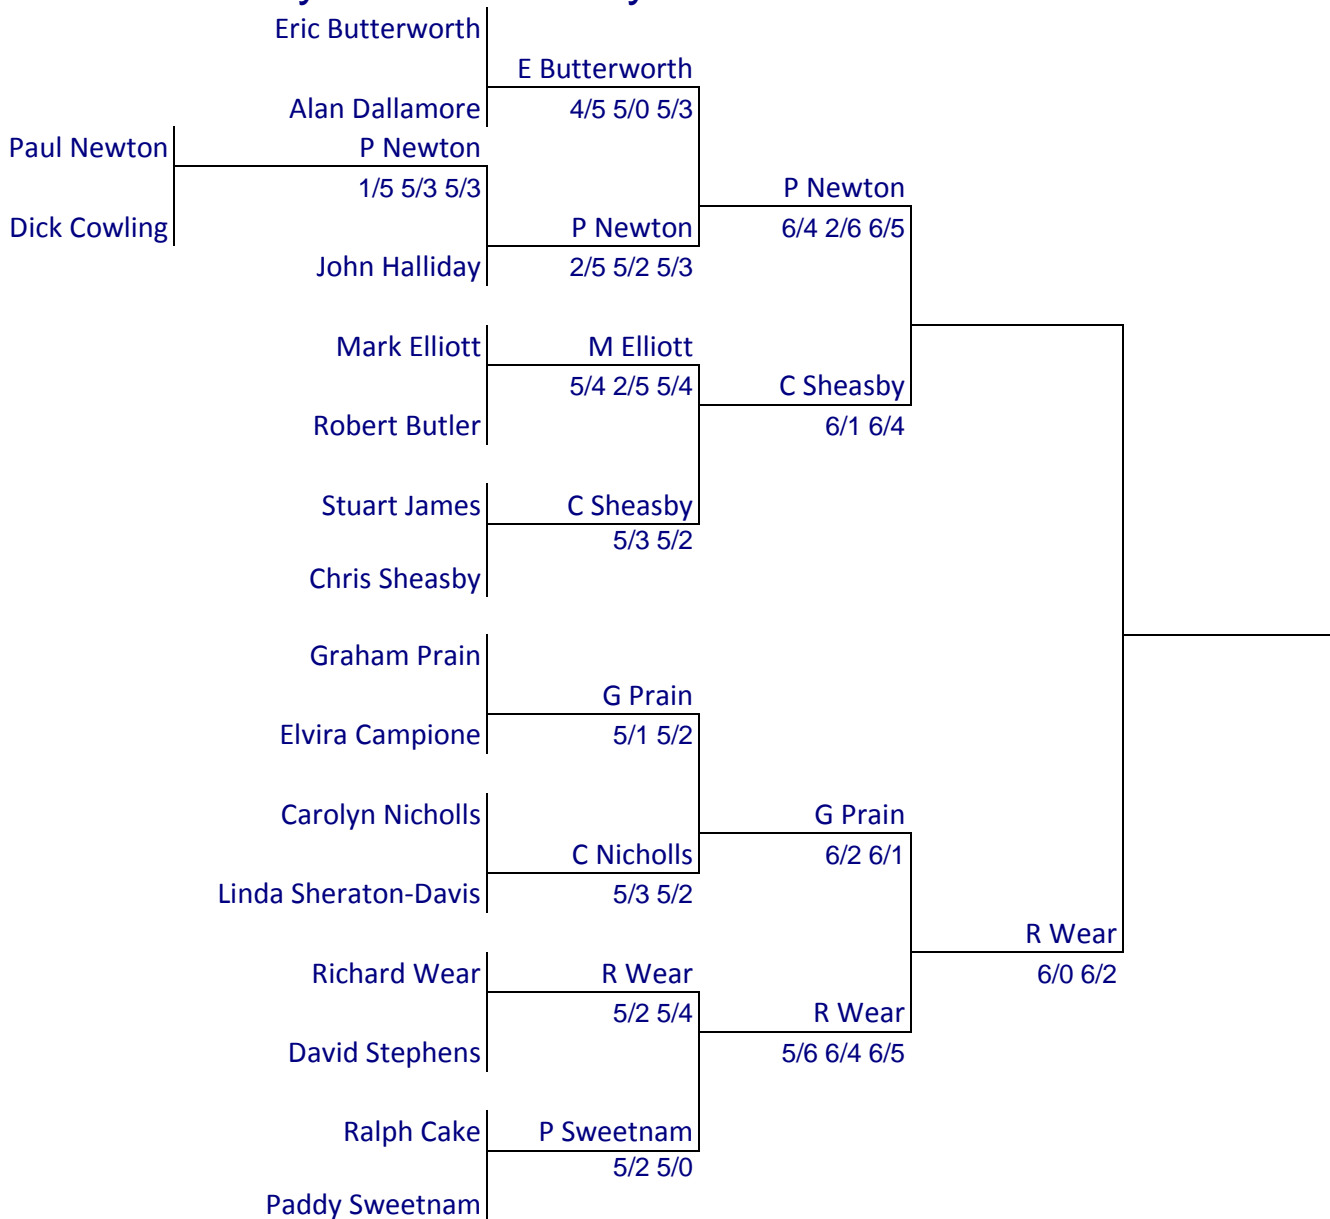 Eric Butterworth
E Butterworth
Alan Dallamore
4/5 5/0 5/3
Paul Newton
P Newton
1/5 5/3 5/3
P Newton
Dick Cowling
P Newton
6/4 2/6 6/5
John Halliday
2/5 5/2 5/3
Mark Elliott
M Elliott
5/4 2/5 5/4
C Sheasby
Robert Butler
6/1 6/4
Stuart James
C Sheasby
5/3 5/2
Chris Sheasby
Graham Prain
G Prain
Elvira Campione
5/1 5/2
Carolyn Nicholls
G Prain
C Nicholls
6/2 6/1
Linda Sheraton-Davis
5/3 5/2
R Wear
Richard Wear
R Wear
6/0 6/2
5/2 5/4
R Wear
David Stephens
5/6 6/4 6/5
Ralph Cake
P Sweetnam
5/2 5/0
Paddy Sweetnam